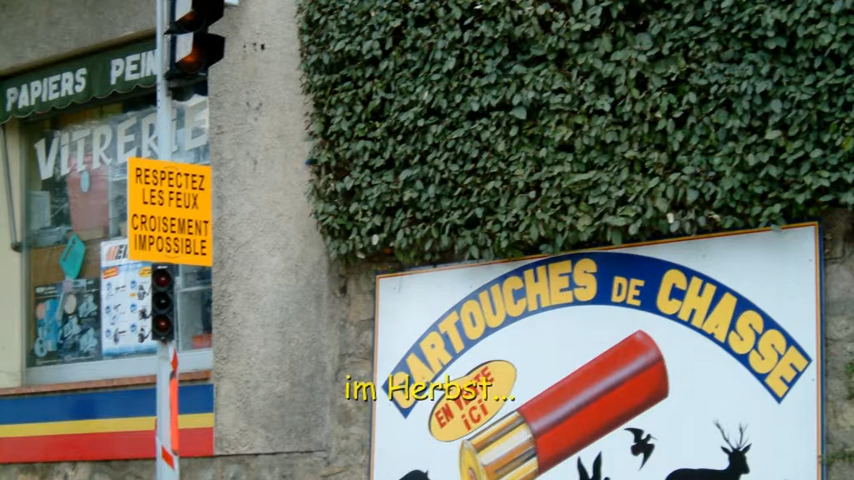 PAPIERS PEIN
VITRERIE
RESPECTEZ
LES FEUX
CROISEMENT
IMPOSSIBLE
CARTOUCHES DE CHASSE
EN VENTE
iCi
im Herbst...